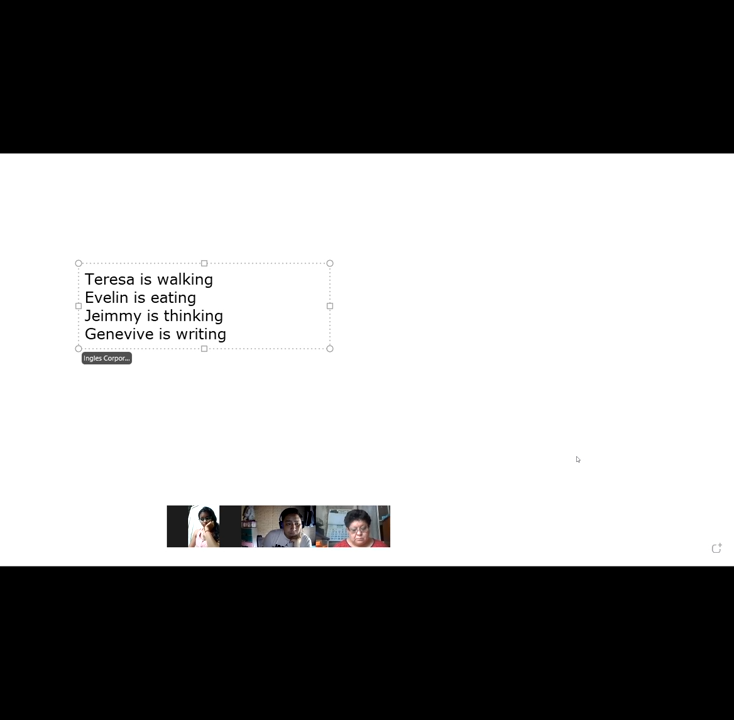 Teresa is walking
Evelin is eating
Jeimmy is thinking
Genevive is writing
Ingles Corpor...